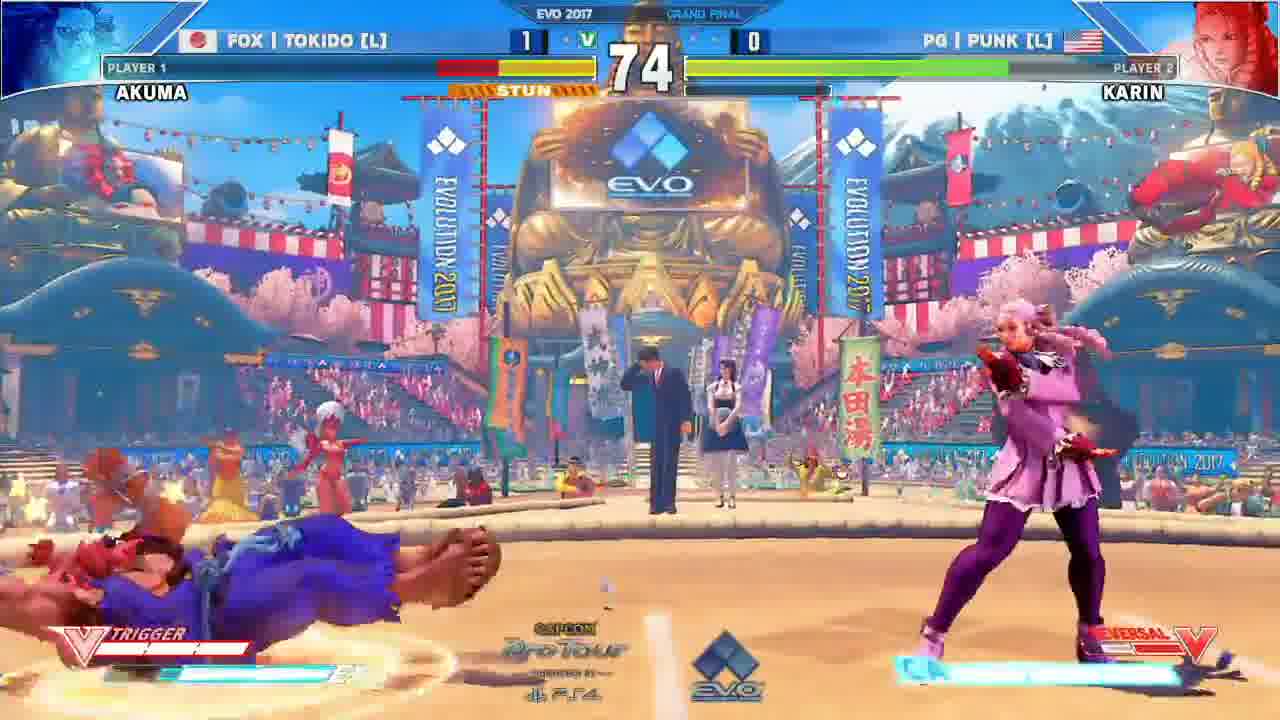 EVO 2017 GRAND FINAL
FOX | TOKIDO [L] 1 V 74 0 PG | PUNK [L]
PLAYER 1 PLAYER 2
AKUMA STUN KARIN
EVO
EVOLUTION 2017
EVOLUTION 2017
本田湯
EVOLUTION 2017
TRIGGER
CAPCOM
Pro Tour
PS4
EVO